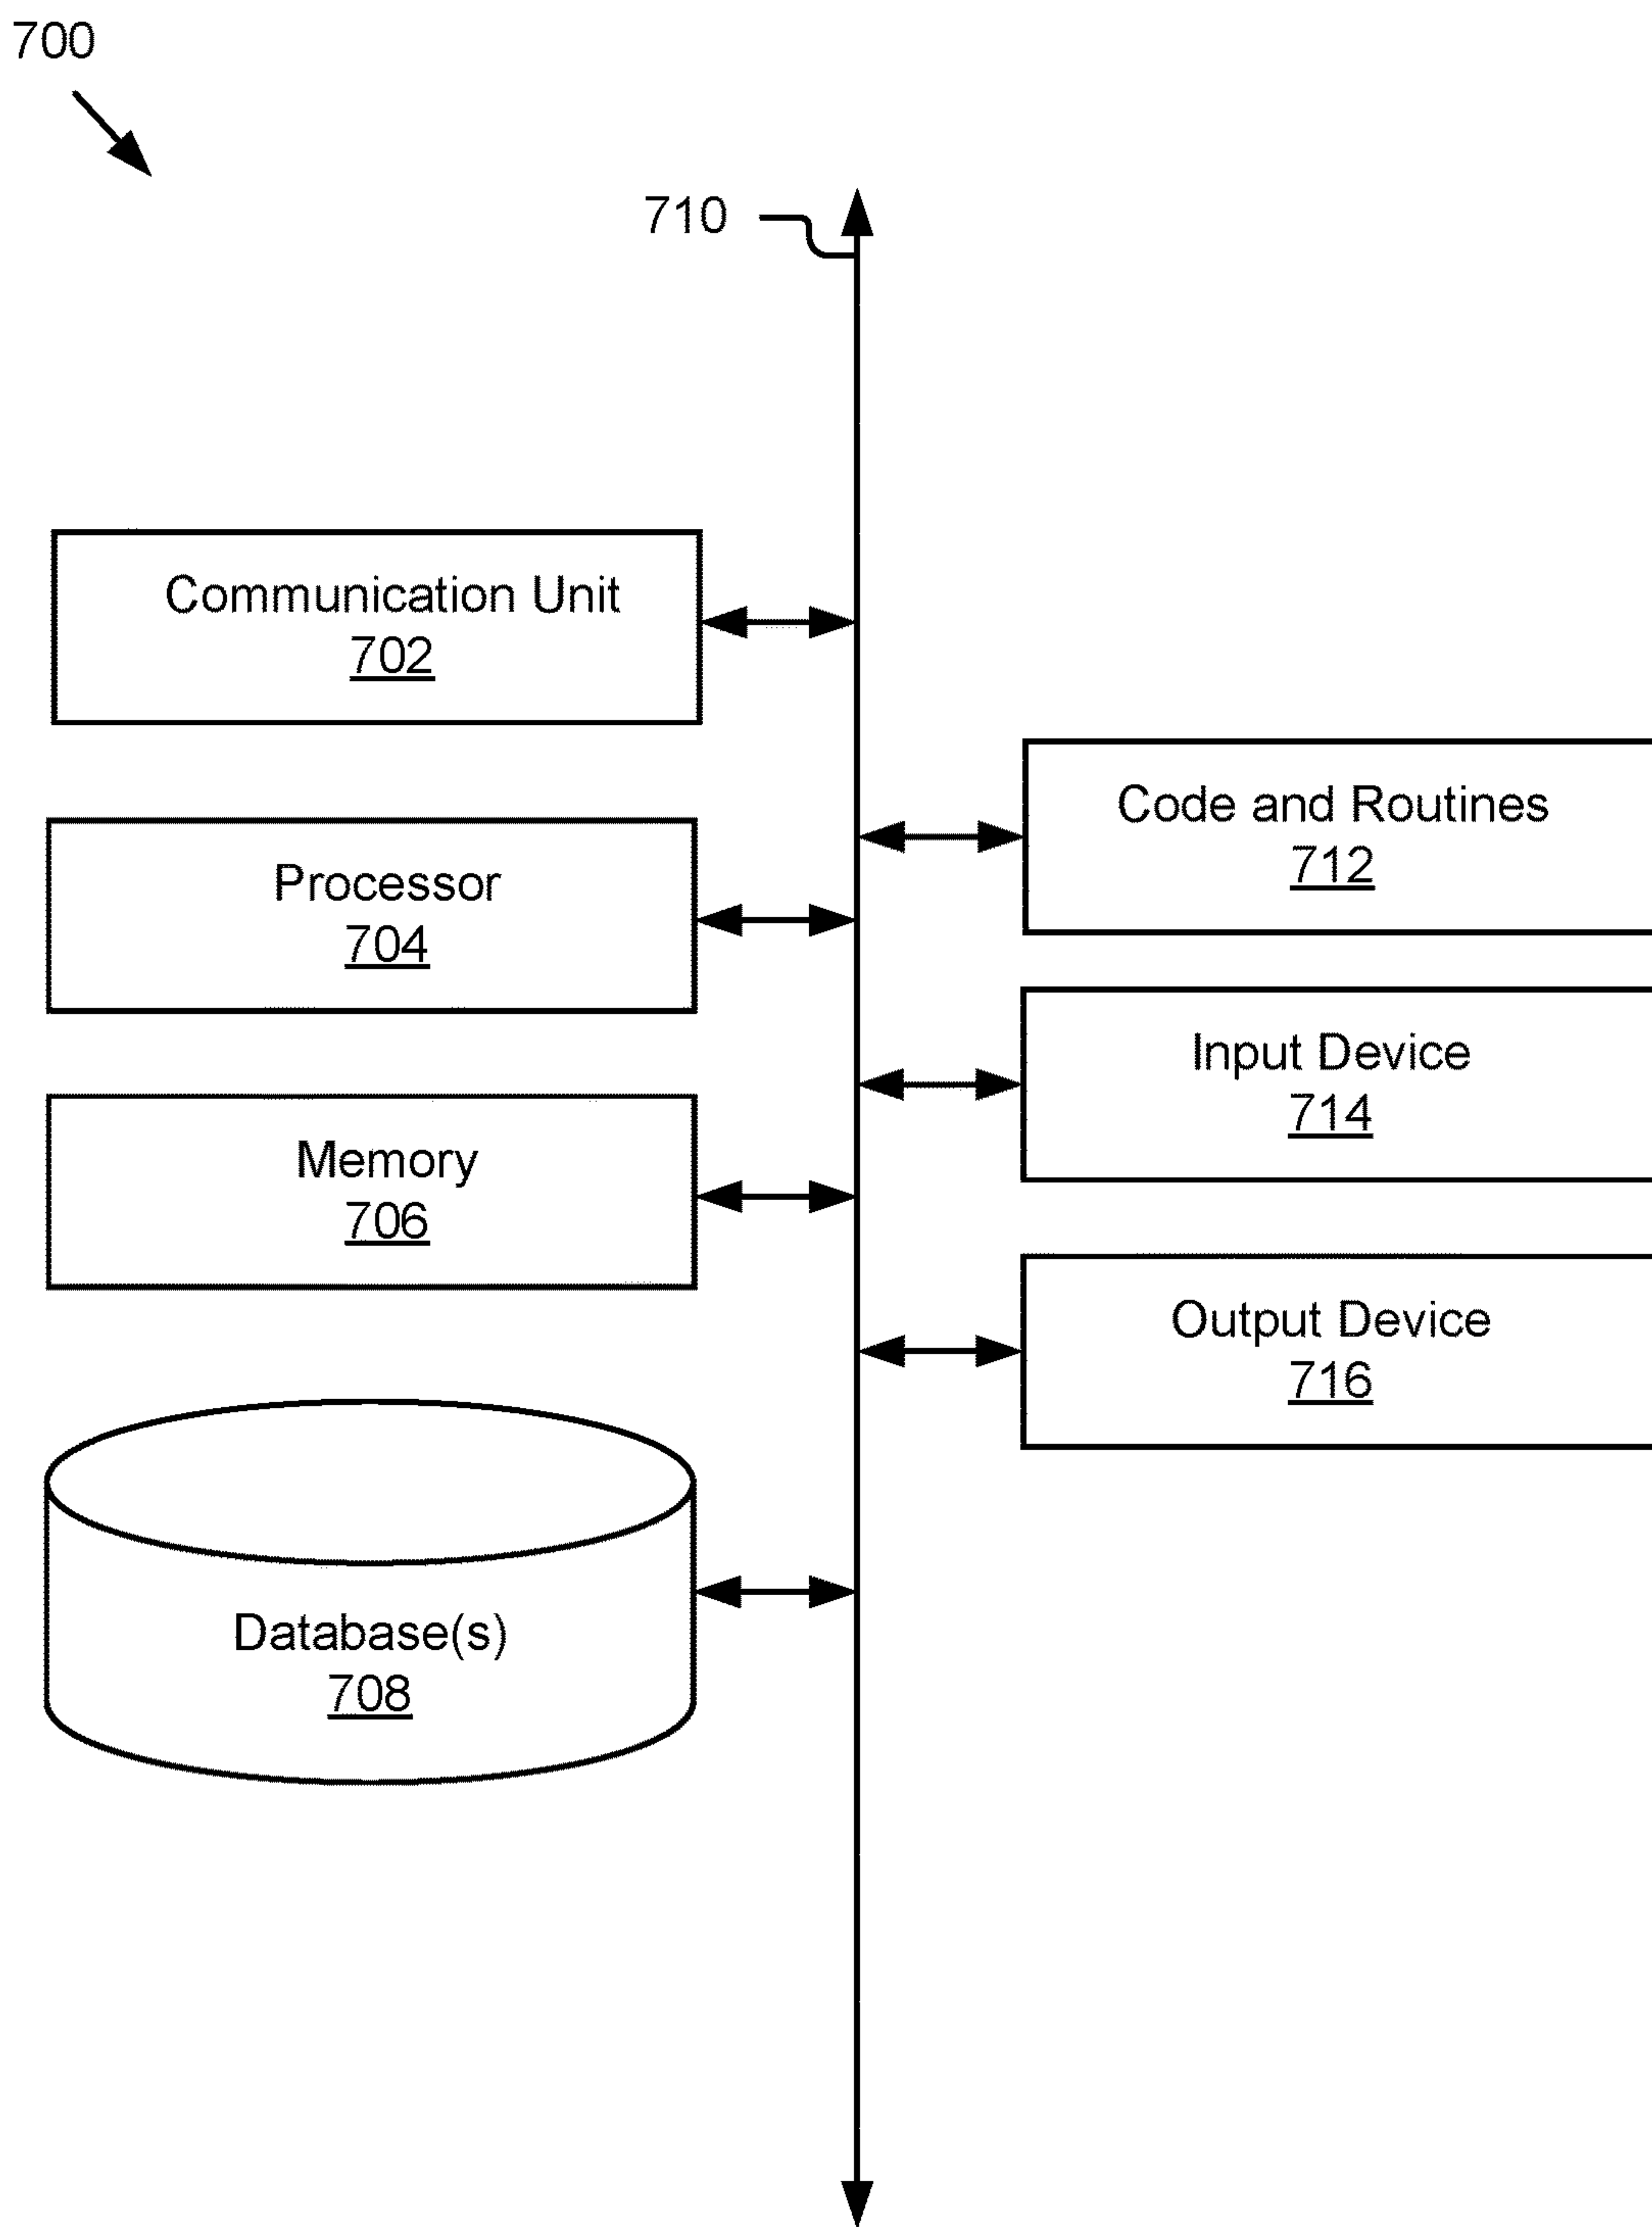 700
710
Communication Unit
702
Processor
704
Memory
706
Database(s)
708
Code and Routines
712
Input Device
714
Output Device
716